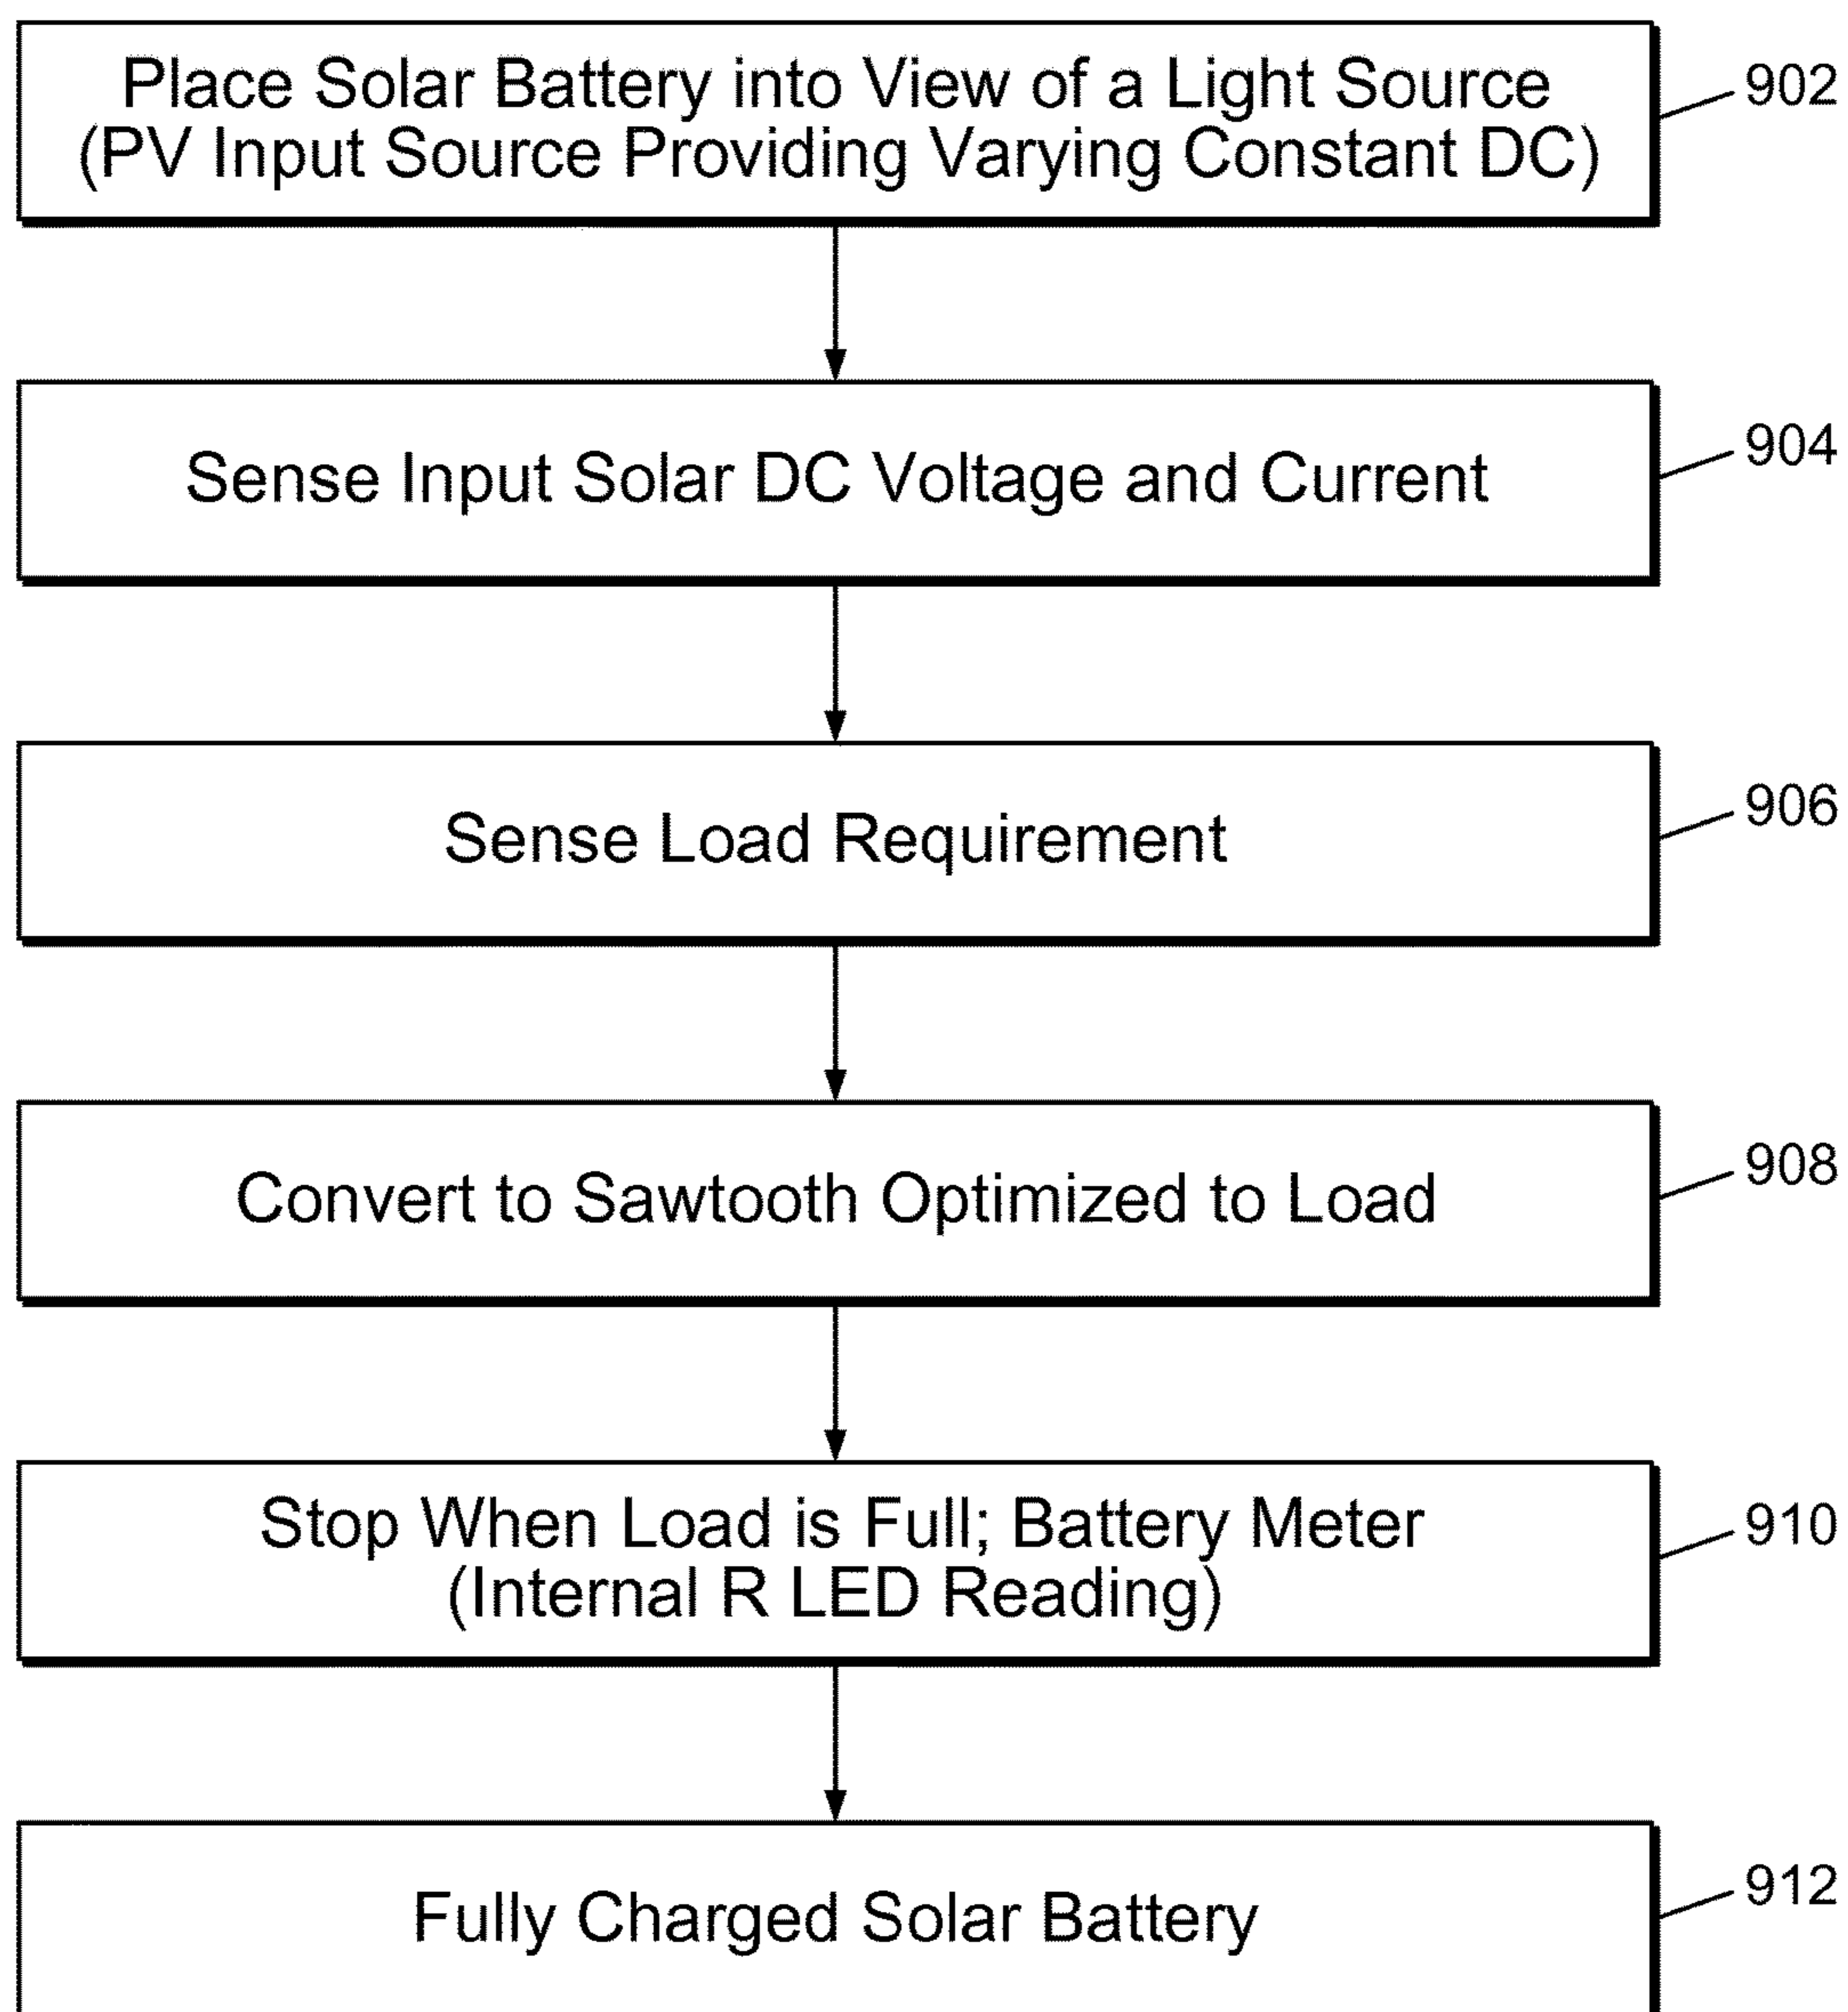 Place Solar Battery into View of a Light Source
(PV Input Source Providing Varying Constant DC)
902
Sense Input Solar DC Voltage and Current
904
Sense Load Requirement
906
Convert to Sawtooth Optimized to Load
908
Stop When Load is Full; Battery Meter
(Internal R LED Reading)
910
Fully Charged Solar Battery
912